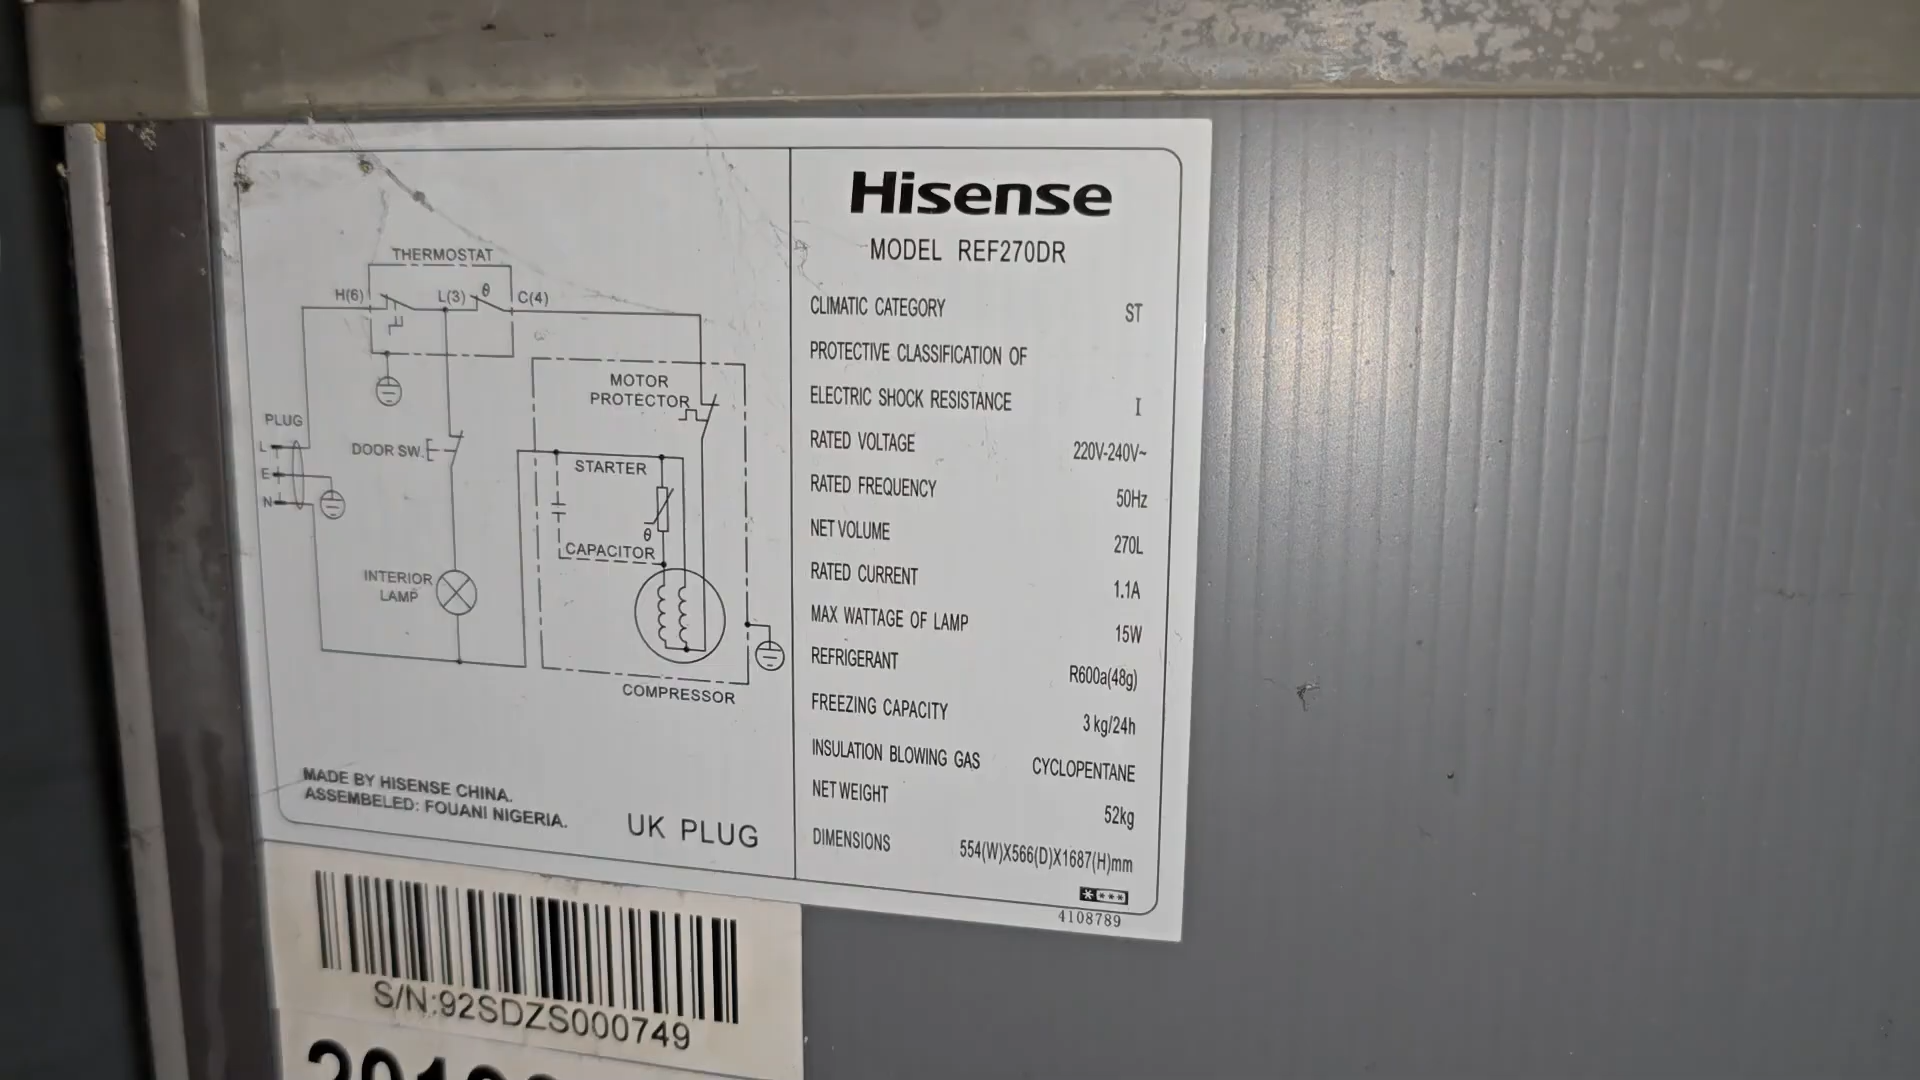 THERMOSTAT
H(6) L(3) θ C(4)
MOTOR
PROTECTOR
PLUG
L
E
N
DOOR SW.
STARTER
θ
CAPACITOR
INTERIOR
LAMP
COMPRESSOR
MADE BY HISENSE CHINA.
ASSEMBELED: FOUANI NIGERIA.
UK PLUG
Hisense
MODEL REF270DR
CLIMATIC CATEGORY ST
PROTECTIVE CLASSIFICATION OF
ELECTRIC SHOCK RESISTANCE I
RATED VOLTAGE 220V-240V~
RATED FREQUENCY 50Hz
NET VOLUME 270L
RATED CURRENT 1.1A
MAX WATTAGE OF LAMP 15W
REFRIGERANT R600a(48g)
FREEZING CAPACITY 3 kg/24h
INSULATION BLOWING GAS CYCLOPENTANE
NET WEIGHT 52kg
DIMENSIONS 554(W)X566(D)X1687(H)mm
4108789
S/N:92SDZS000749